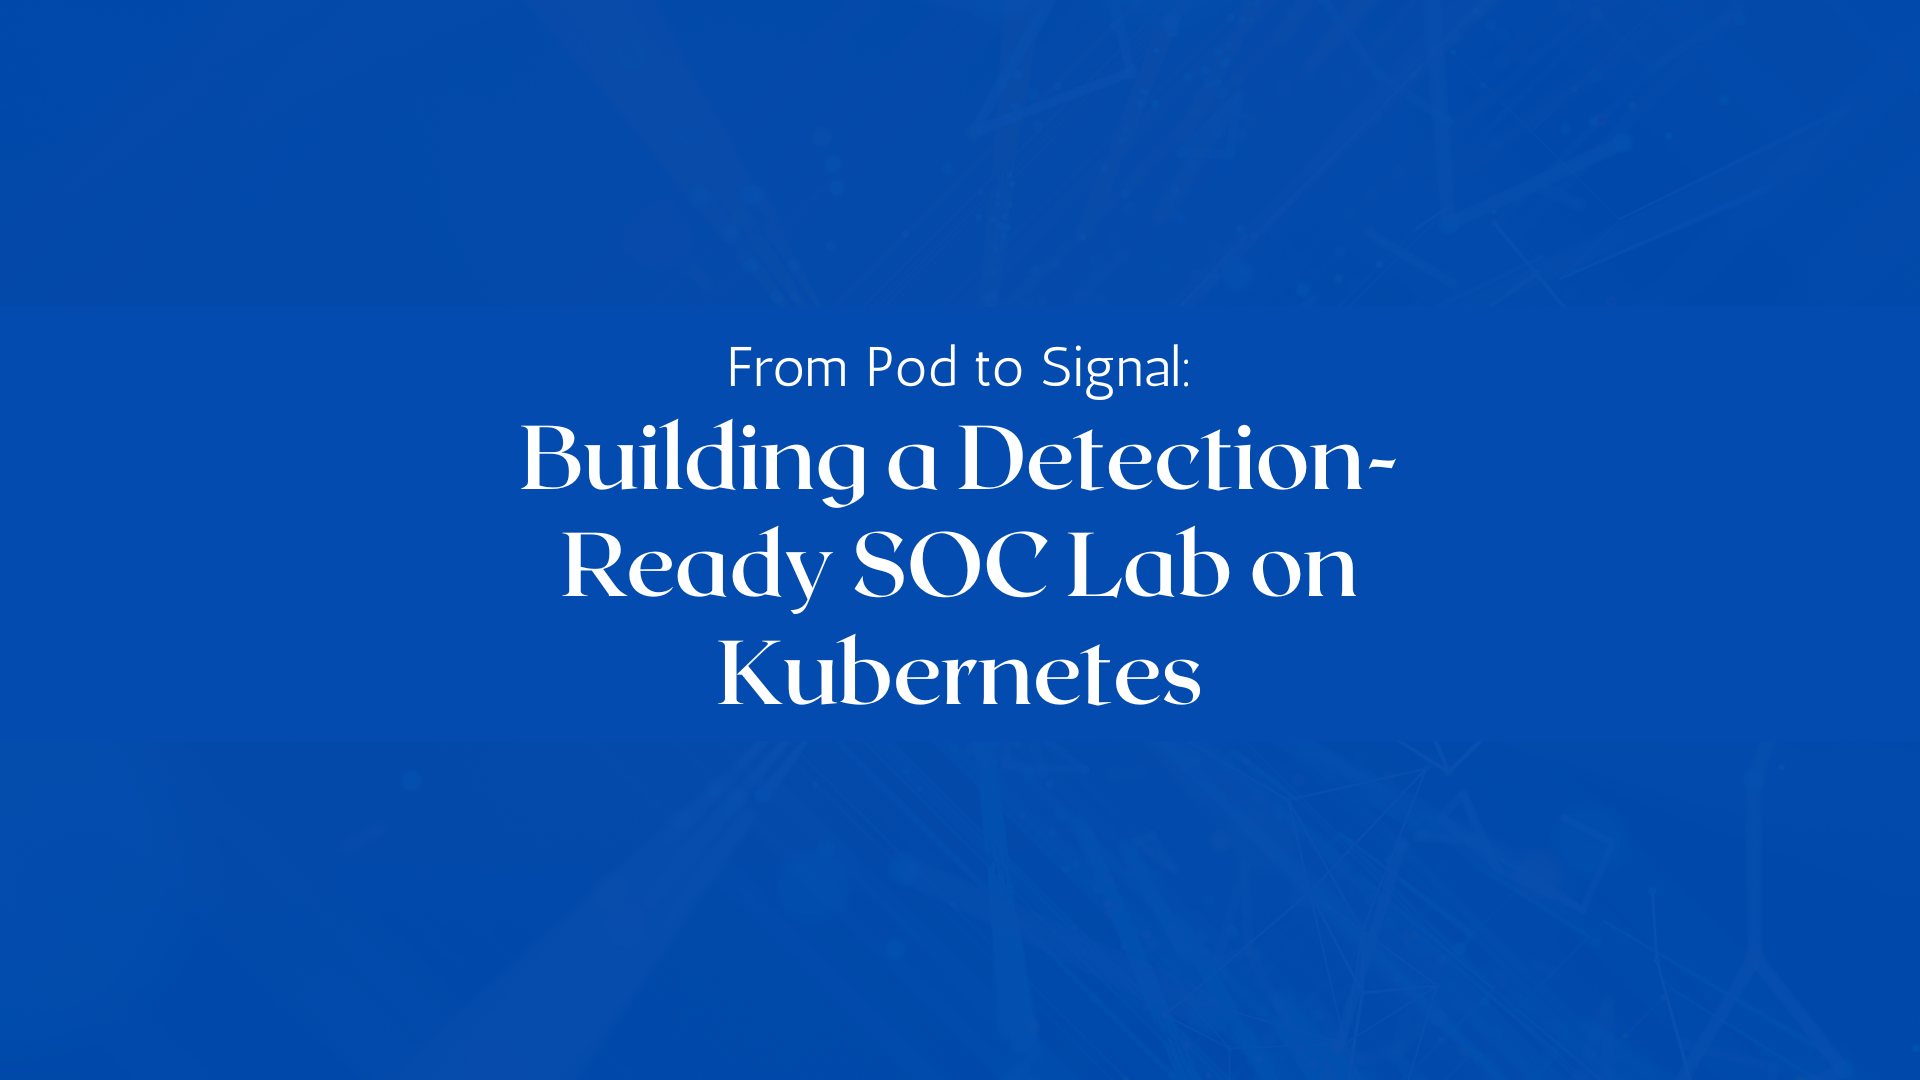 From Pod to Signal:
Building a Detection-
Ready SOC Lab on
Kubernetes